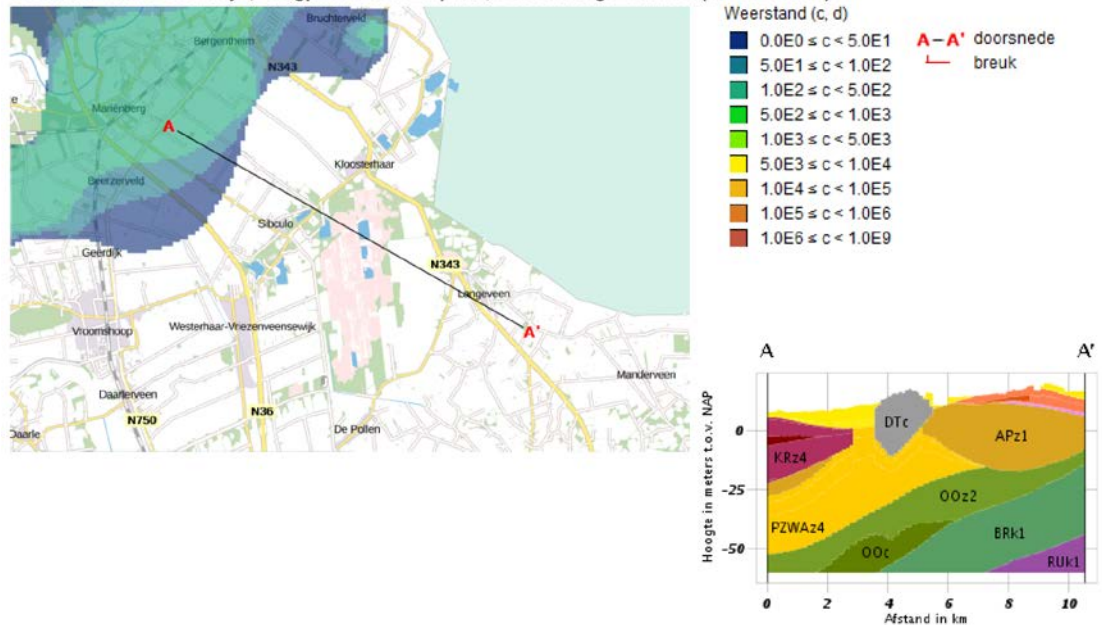 Weerstand (c, d)
0.0E0 ≤ c < 5.0E1
5.0E1 ≤ c < 1.0E2
1.0E2 ≤ c < 5.0E2
5.0E2 ≤ c < 1.0E3
1.0E3 ≤ c < 5.0E3
5.0E3 ≤ c < 1.0E4
1.0E4 ≤ c < 1.0E5
1.0E5 ≤ c < 1.0E6
1.0E6 ≤ c < 1.0E9
A–A' doorsnede
breuk
Bruchterveld
Bergentheim
N343
te
Mariënberg
A
Kloosterhaar
Beerzerveld
Sibculo
Geerdijk
N343
Langeveen
Vroomshoop
Westerhaar-Vriezenveensewijk
A'
Manderveen
Daarlerveen
N36
N750
Daarle
De Pollen
A
A'
Hoogte in meters t.o.v. NAP
0
-25
-50
DTc
APz1
KRz4
OOz2
PZWAz4
BRk1
OOc
RUk1
0 2 4 6 8 10
Afstand in km